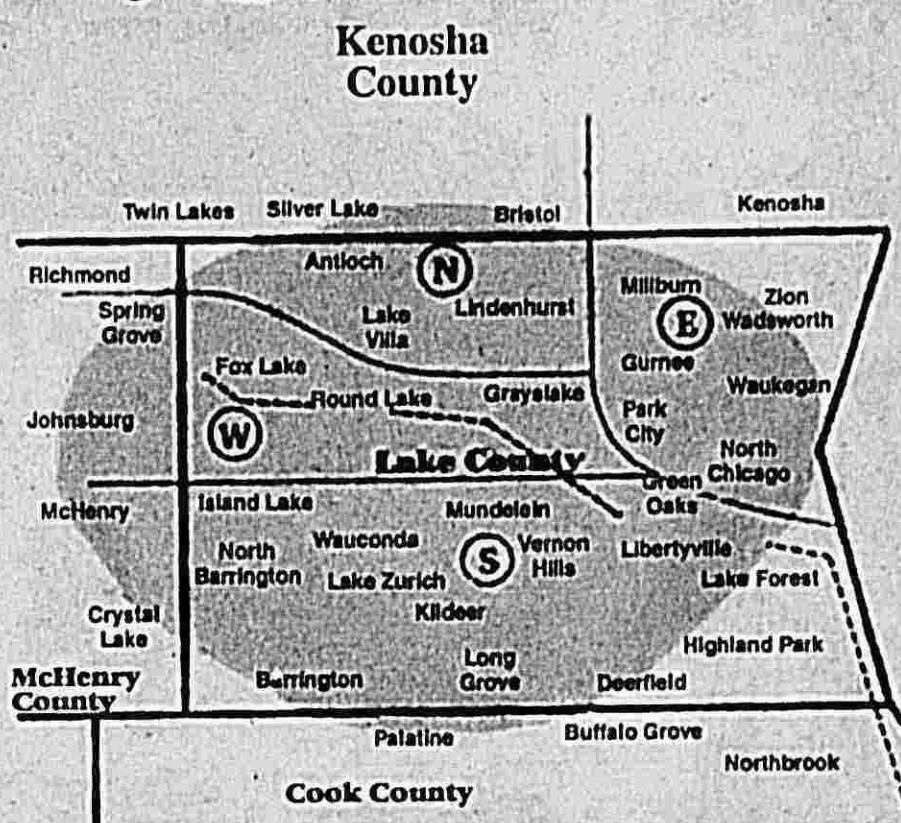 Kenosha
County
Twin Lakes
Silver Lake
Bristol
Kenosha
Richmond
Antioch
N
Millburn
Zion
Spring
Grove
Lake
Villa
Lindenhurst
E
Wadsworth
Fox Lake
Gurnee
Round Lake
Grayslake
Waukegan
Johnsburg
W
Park
City
Lake County
North
Chicago
McHenry
Island Lake
Mundelein
Green
Oaks
North
Barrington
Wauconda
S
Vernon
Hills
Libertyville
Lake Zurich
Lake Forest
Kildeer
Crystal
Lake
Highland Park
McHenry
County
Barrington
Long
Grove
Deerfield
Palatine
Buffalo Grove
Northbrook
Cook County